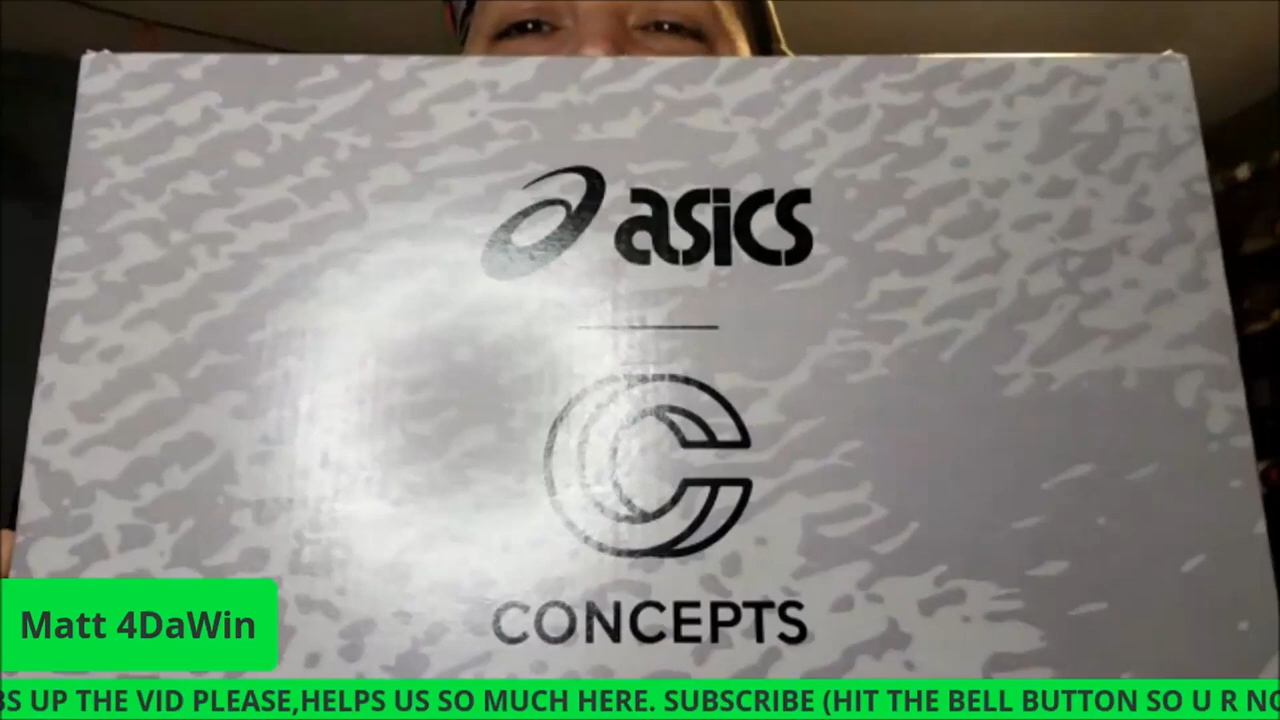 asics
CONCEPTS
Matt 4DaWin
UP THE VID PLEASE,HELPS US SO MUCH HERE. SUBSCRIBE (HIT THE BELL BUTTON SO U R